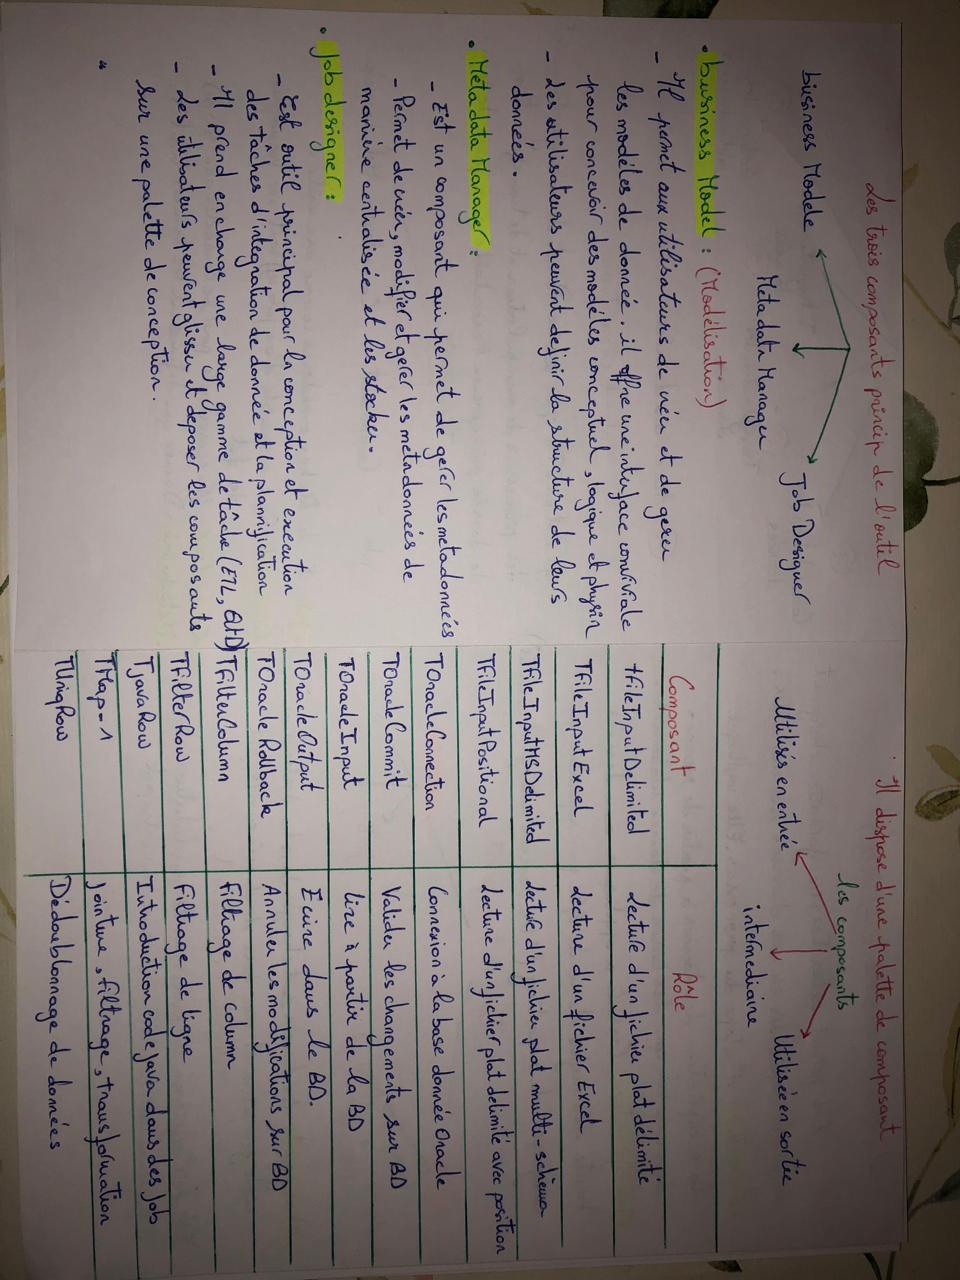 Les trois composants princip de l'outil
business Modele
Meta data Manager
Job Designer
• business Model : (Modélisation)
- Il permet aux utilisateurs de créer et de gerer
les modéles de donnée. il offre une interface conviviale
pour concevoir des modéles conceptuel, logique et physiq
- Les utilisateurs peuvent definir la structure de leurs
données.
• Méta data Manager :
- Est un composant qui permet de gerer les metadonnées
- Permet de créer, modifier et gerer les metadonnées de
manière centralisée et les stocker.
• Job designer :
- Est outil principal pour la conception et execution
des tâches d'integration de donnée et la plannification
- Il prend en charge une large gamme de tâche (ETL,
- Les utilisateurs peuvent glisser et deposer les composants
sur une palette de conception.
Il dispose d'une palette de composant
les composants
Utilisés en entrée
intermediaire
Utilisée en sortie
Composant Rôle
tfileInputDelimited Lecture d'un fichier plat délimité
TfileInputExcel Lecture d'un fichier Excel
TfileInputMSDelimited Lecture d'un fichier plat multi-schèma
TfileInputPositional Lecture d'un fichier plat delimité avec position
TOracleConnection Connexion à la base donnée Oracle
TOracleCommit Valider les changements sur BD
TOracleInput lire à partir de la BD
TOracleOutput Ecrire dans le BD.
TOracle Rollback Annuler les modifications sur BD
TFilterColumn Filtrage de column
TFilterRow Filtrage de ligne
TjavaRow Introduction code java dans des Job
TMap-1 Jointure, filtrage, transformation
TUniqRow Dédoublonnage de données